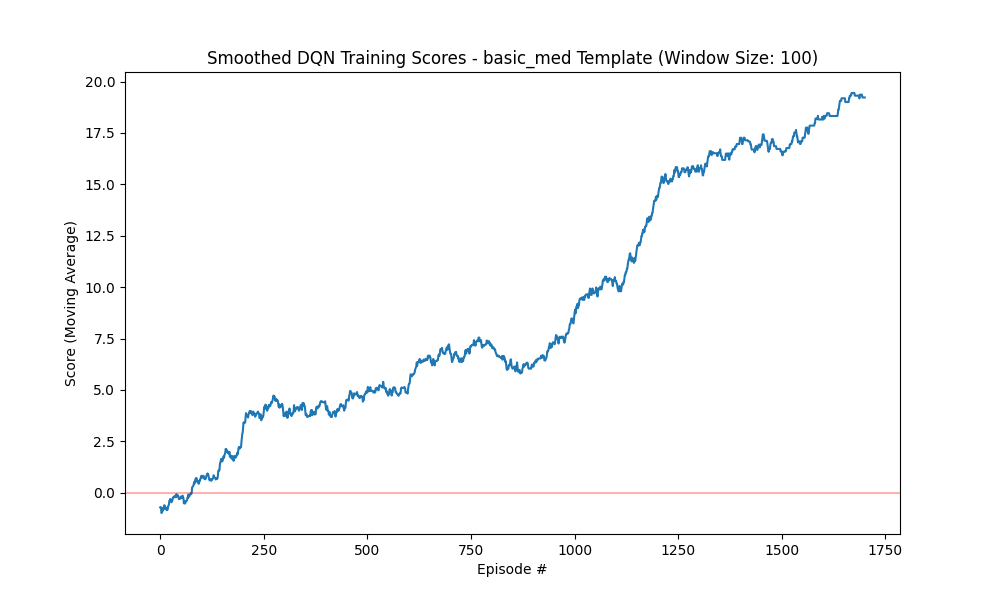 Smoothed DQN Training Scores - basic_med Template (Window Size: 100)
Score (Moving Average)
20.0
17.5
15.0
12.5
10.0
7.5
5.0
2.5
0.0
0 250 500 750 1000 1250 1500 1750
Episode #